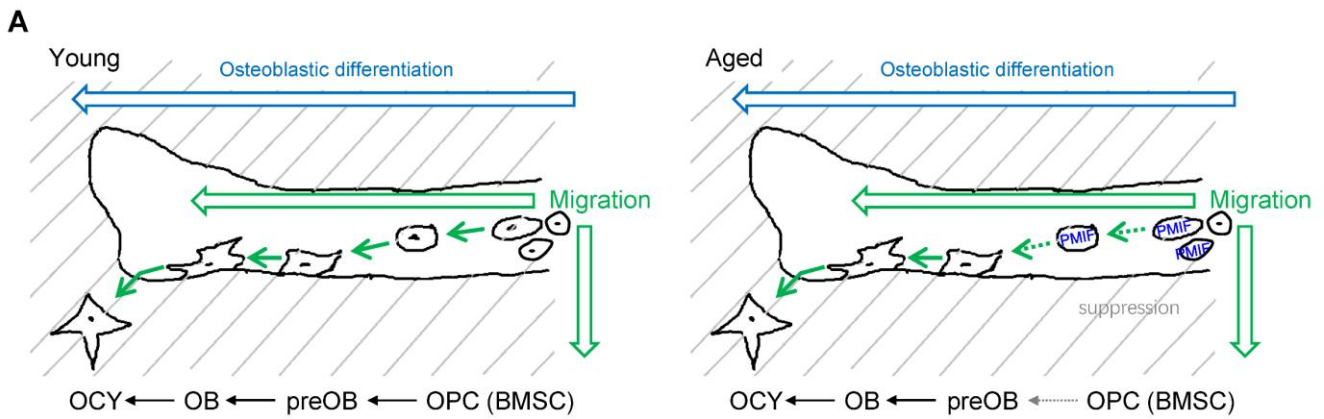 A
Young
Osteoblastic differentiation
Migration
OCY OB preOB OPC (BMSC)
Aged
Osteoblastic differentiation
Migration
PMIF
PMIF
PMIF
suppression
OCY OB preOB OPC (BMSC)